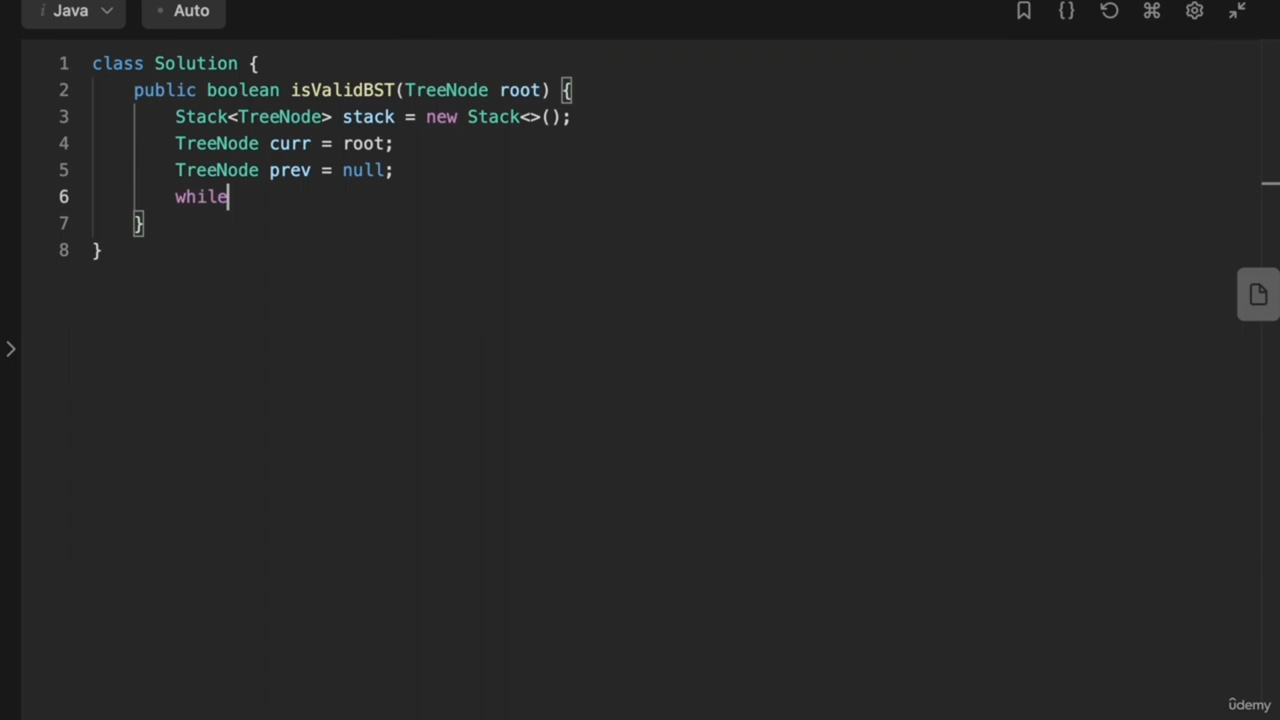 i Java Auto
1 class Solution {
2 public boolean isValidBST(TreeNode root) {
3 Stack<TreeNode> stack = new Stack<>();
4 TreeNode curr = root;
5 TreeNode prev = null;
6 while
7 }
8 }
ûdemy